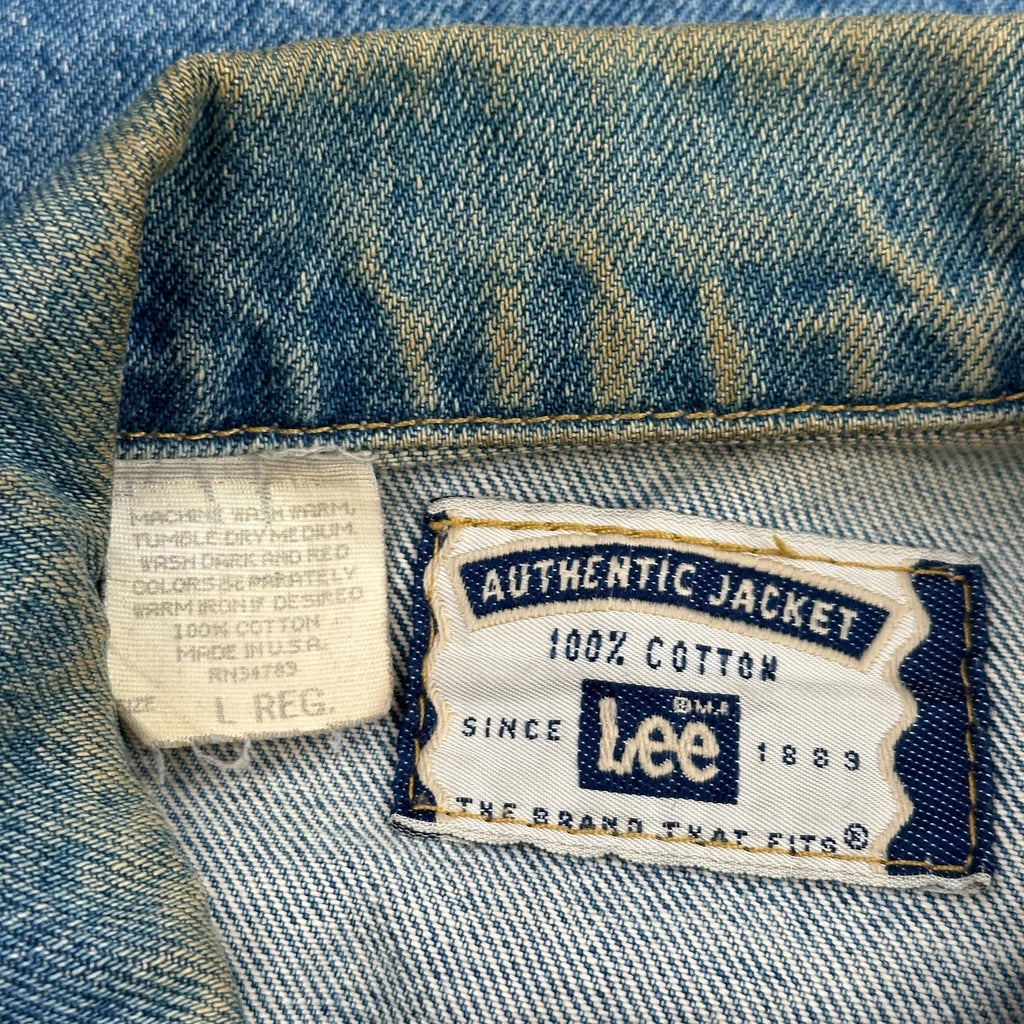 MACHINE WASH WARM,
TUMBLE DRY MEDIUM.
WASH DARK AND RED
COLORS SEPARATELY
WARM IRON IF DESIRED
100% COTTON
MADE IN U.S.A.
L REG.
AUTHENTIC JACKET
100% COTTON
SINCE
Lee
1889
THE BRAND THAT FITS®